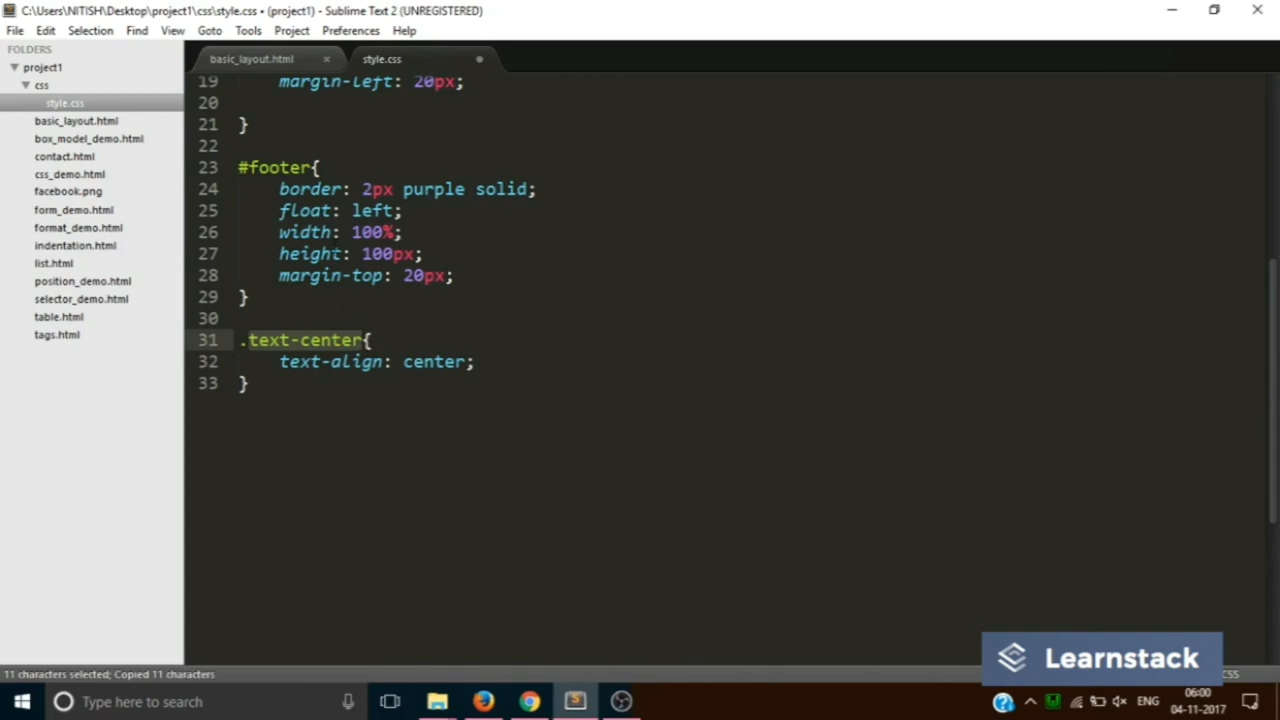 C:\Users\NITISH\Desktop\project1\css\style.css • (project1) - Sublime Text 2 (UNREGISTERED)
File Edit Selection Find View Goto Tools Project Preferences Help
FOLDERS
project1
css
style.css
basic_layout.html
box_model_demo.html
contact.html
css_demo.html
facebook.png
form_demo.html
format_demo.html
indentation.html
list.html
position_demo.html
selector_demo.html
table.html
tags.html
basic_layout.html × style.css
19 margin-left: 20px;
20
21 }
22
23 #footer{
24 border: 2px purple solid;
25 float: left;
26 width: 100%;
27 height: 100px;
28 margin-top: 20px;
29 }
30
31 .text-center{
32 text-align: center;
33 }
Learnstack
11 characters selected; Copied 11 characters
CSS
Type here to search
ENG
06:00
04-11-2017